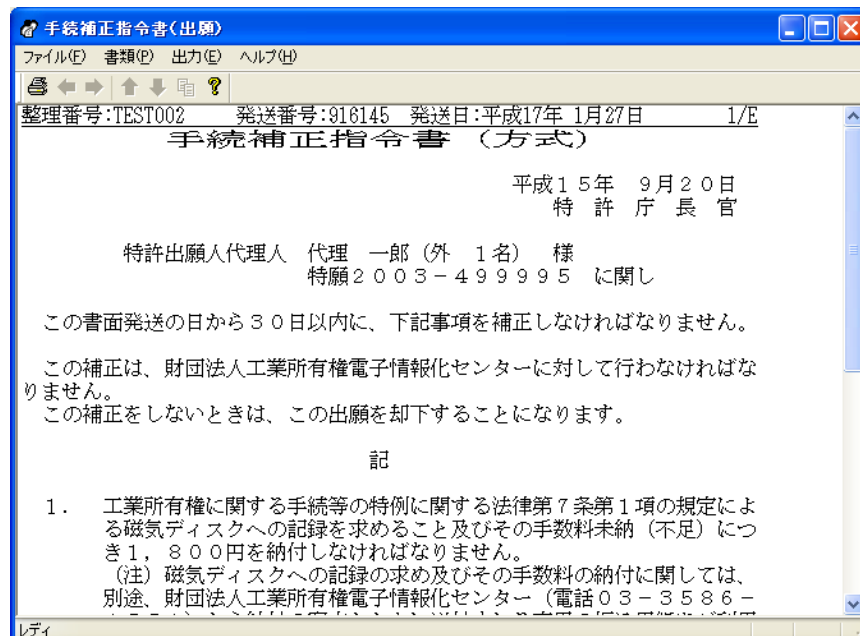 手続補正指令書(出願)
ファイル(F) 書類(P) 出力(E) ヘルプ(H)
整理番号:TEST002 発送番号:916145 発送日:平成17年 1月27日 1/E
手続補正指令書（方式）
平成１５年　９月２０日
特　許　庁　長　官
特許出願人代理人　代理　一郎（外　１名）　様
特願２００３－４９９９９５　に関し
この書面発送の日から３０日以内に、下記事項を補正しなければなりません。
この補正は、財団法人工業所有権電子情報化センターに対して行わなければな
りません。
この補正をしないときは、この出願を却下することになります。
記
１．　工業所有権に関する手続等の特例に関する法律第７条第１項の規定によ
る磁気ディスクへの記録を求めること及びその手数料未納（不足）につ
き１，８００円を納付しなければなりません。
（注）磁気ディスクへの記録の求め及びその手数料の納付に関しては、
別途、財団法人工業所有権電子情報化センター（電話０３－３５８６－
レディ